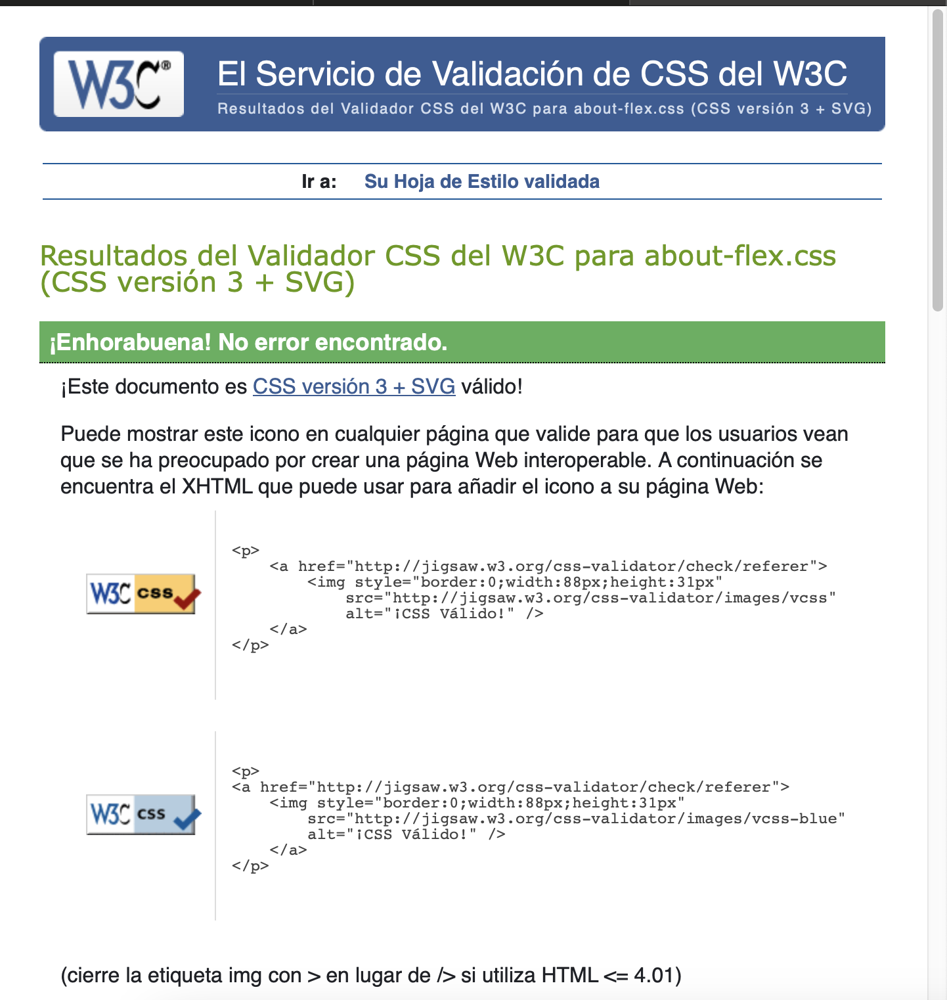 W3C®
El Servicio de Validación de CSS del W3C
Resultados del Validador CSS del W3C para about-flex.css (CSS versión 3 + SVG)
Ir a: Su Hoja de Estilo validada
Resultados del Validador CSS del W3C para about-flex.css
(CSS versión 3 + SVG)
¡Enhorabuena! No error encontrado.
¡Este documento es CSS versión 3 + SVG válido!
Puede mostrar este icono en cualquier página que valide para que los usuarios vean
que se ha preocupado por crear una página Web interoperable. A continuación se
encuentra el XHTML que puede usar para añadir el icono a su página Web:
W3C css
<p>
    <a href="http://jigsaw.w3.org/css-validator/check/referer">
        <img style="border:0;width:88px;height:31px"
            src="http://jigsaw.w3.org/css-validator/images/vcss"
            alt="¡CSS Válido!" />
    </a>
</p>
W3C css
<p>
<a href="http://jigsaw.w3.org/css-validator/check/referer">
    <img style="border:0;width:88px;height:31px"
        src="http://jigsaw.w3.org/css-validator/images/vcss-blue"
        alt="¡CSS Válido!" />
    </a>
</p>
(cierre la etiqueta img con > en lugar de /> si utiliza HTML <= 4.01)